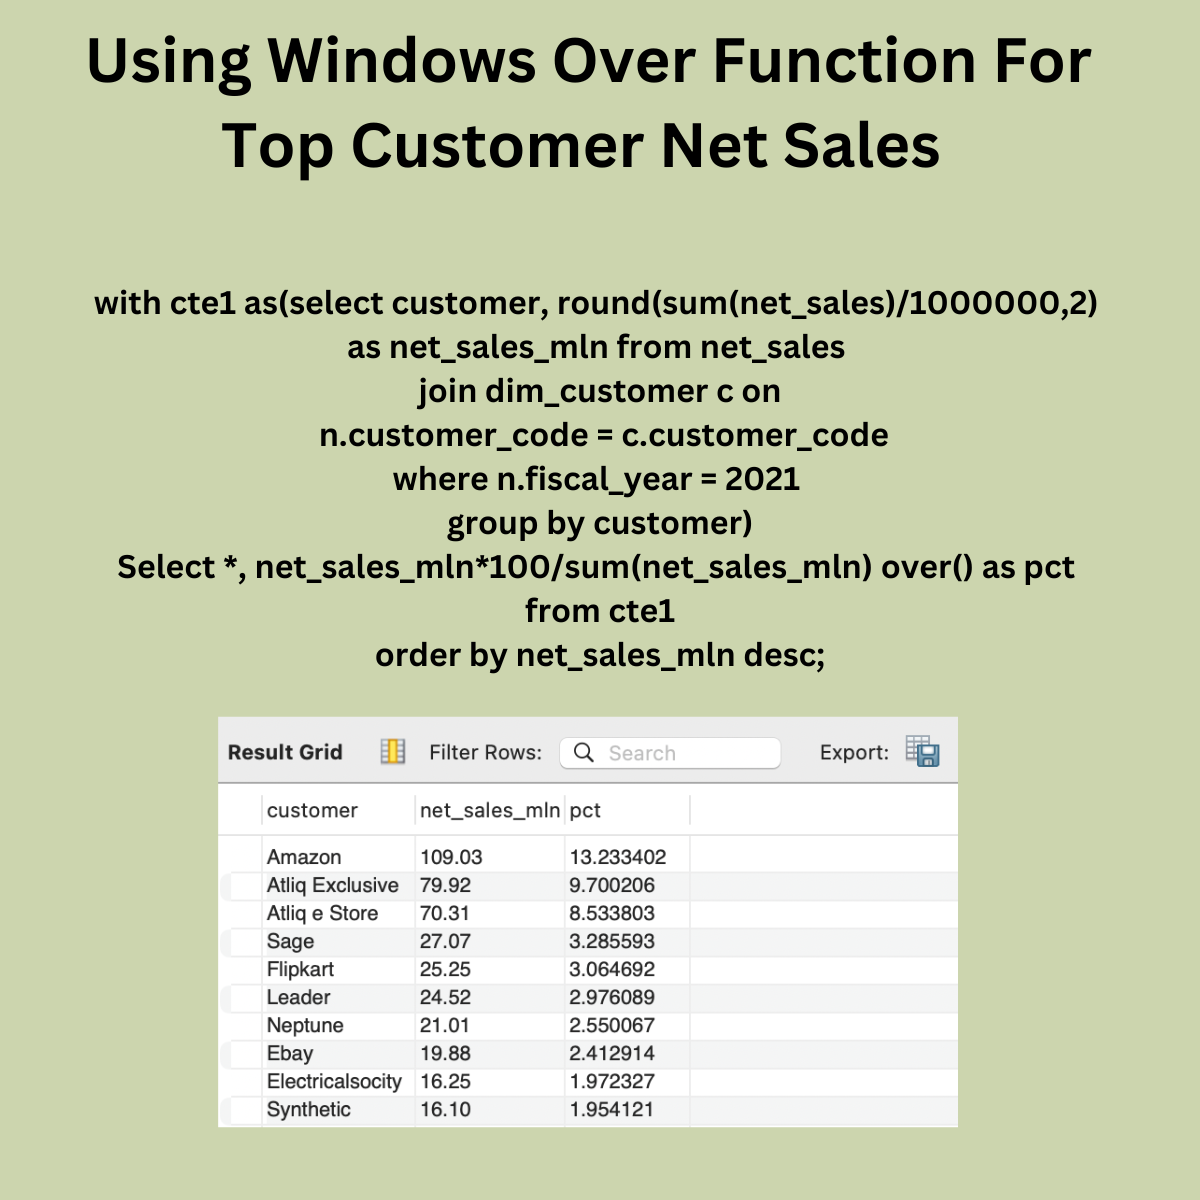 Using Windows Over Function For
Top Customer Net Sales
with cte1 as(select customer, round(sum(net_sales)/1000000,2)
as net_sales_mln from net_sales
join dim_customer c on
n.customer_code = c.customer_code
where n.fiscal_year = 2021
group by customer)
Select *, net_sales_mln*100/sum(net_sales_mln) over() as pct
from cte1
order by net_sales_mln desc;
Result Grid Filter Rows: Search Export:
customer net_sales_mln pct
Amazon 109.03 13.233402
Atliq Exclusive 79.92 9.700206
Atliq e Store 70.31 8.533803
Sage 27.07 3.285593
Flipkart 25.25 3.064692
Leader 24.52 2.976089
Neptune 21.01 2.550067
Ebay 19.88 2.412914
Electricalsocity 16.25 1.972327
Synthetic 16.10 1.954121